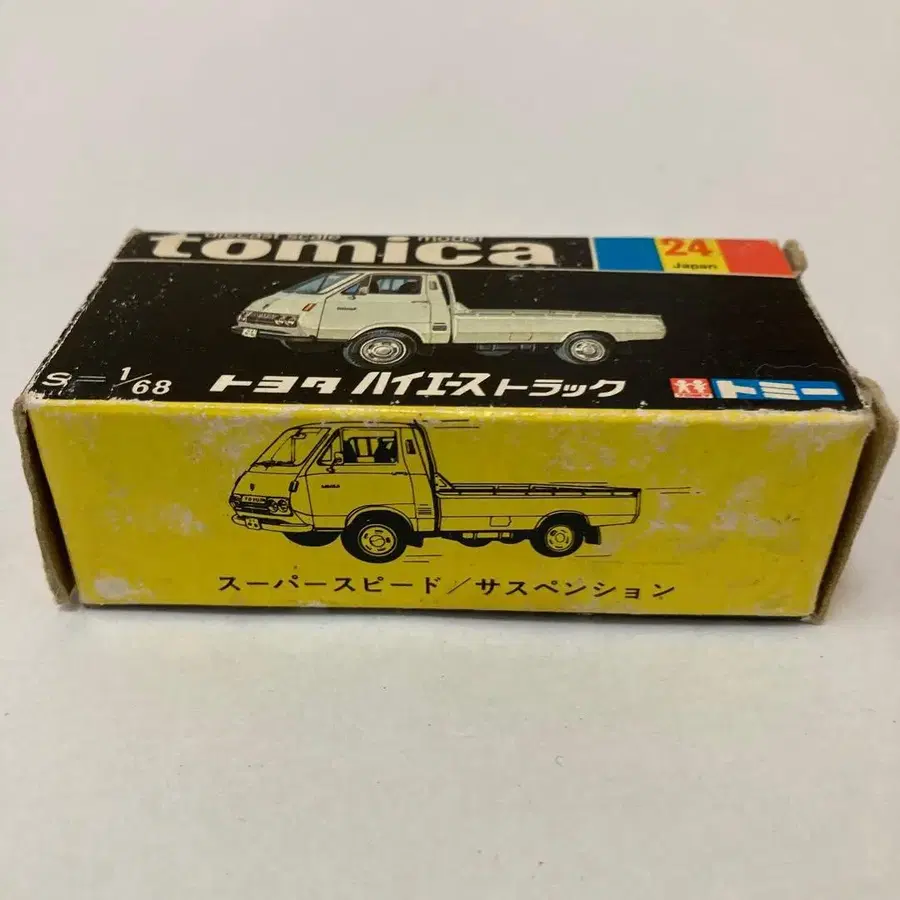 diecast scale model
tomica
24
Japan
S=1/68
トヨタ ハイエース トラック
トミー
スーパースピード/サスペンション